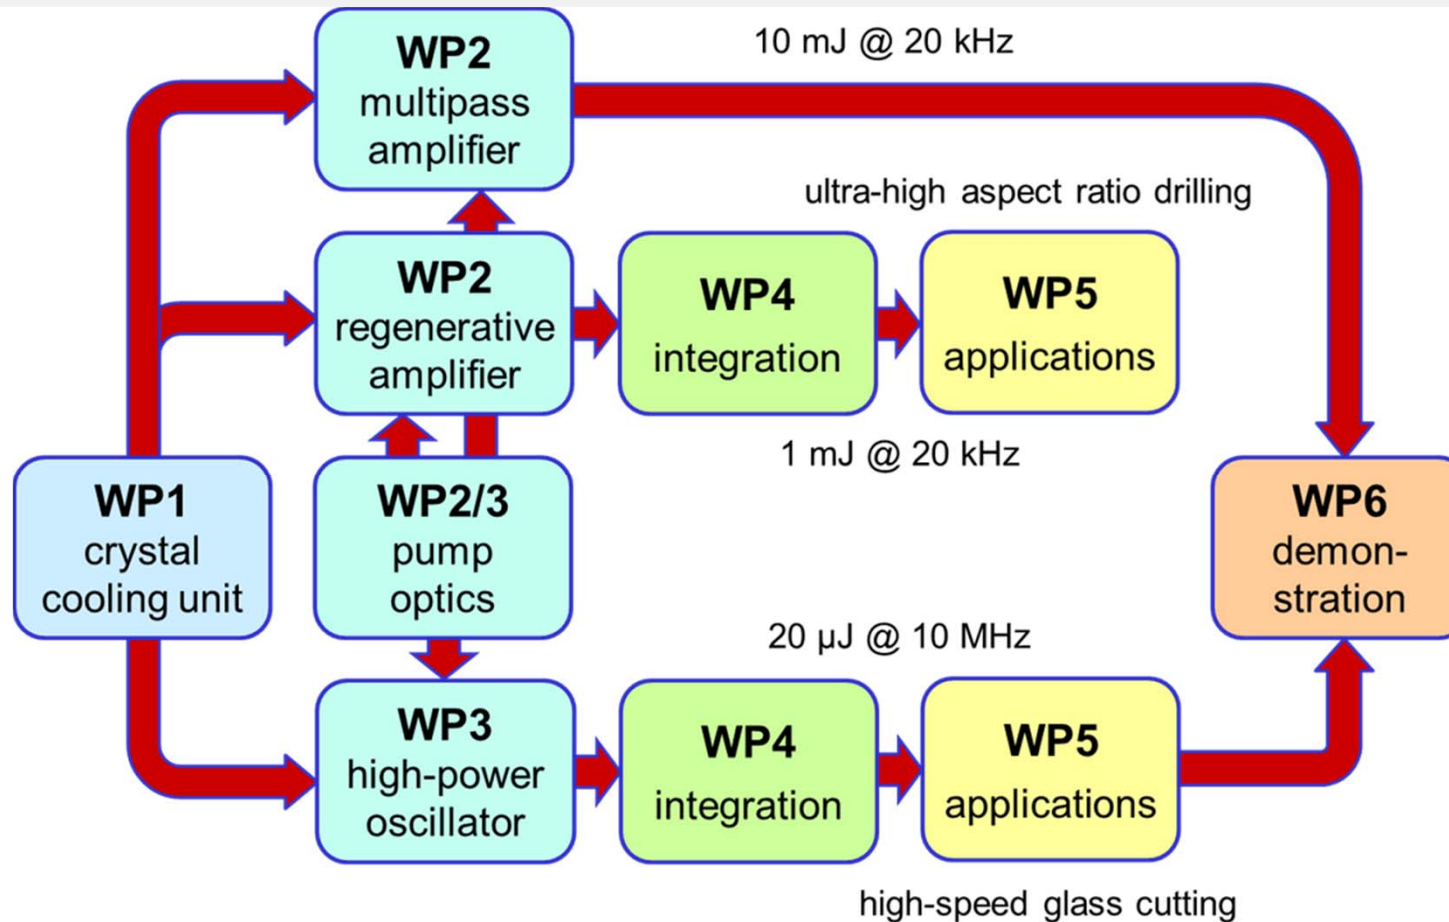 WP2
multipass
amplifier
10 mJ @ 20 kHz
ultra-high aspect ratio drilling
WP2
regenerative
amplifier
WP4
integration
WP5
applications
1 mJ @ 20 kHz
WP1
crystal
cooling unit
WP2/3
pump
optics
WP6
demon-
stration
20 µJ @ 10 MHz
WP3
high-power
oscillator
WP4
integration
WP5
applications
high-speed glass cutting